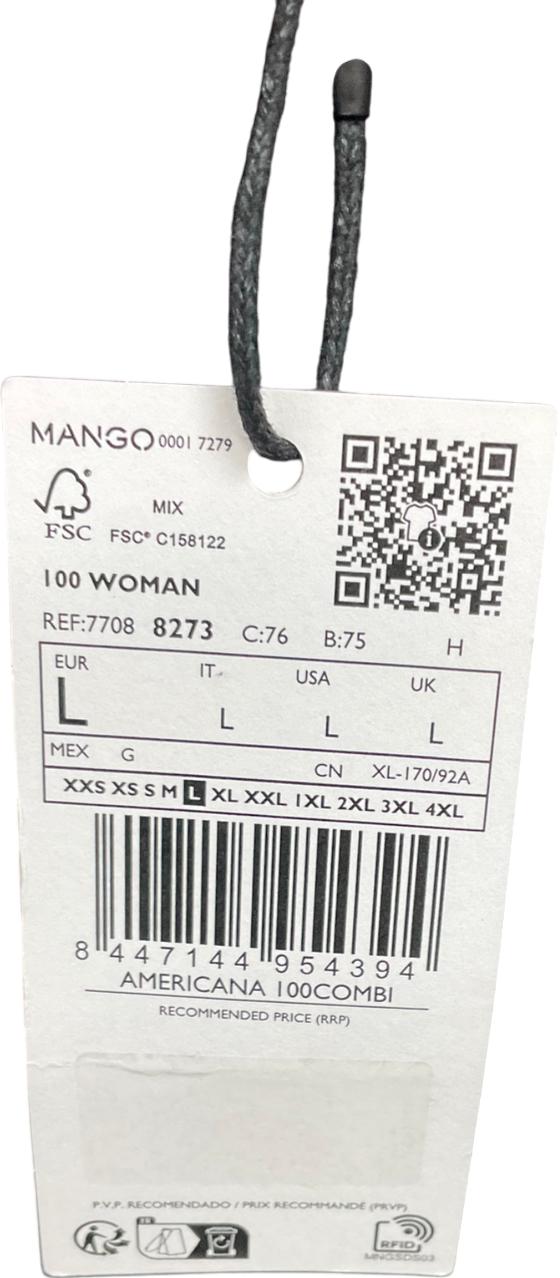 MANGO 0001 7279
MIX
FSC FSC® C158122
100 WOMAN
REF:7708 8273 C:76 B:75 H
EUR IT USA UK
L L L L
MEX G CN XL-170/92A
XXS XS S M L XL XXL 1XL 2XL 3XL 4XL
8 447144 954394
AMERICANA 100COMBI
RECOMMENDED PRICE (RRP)
P.V.P. RECOMENDADO / PRIX RECOMMANDÉ (PRVP)
RFID
MNGSDS03